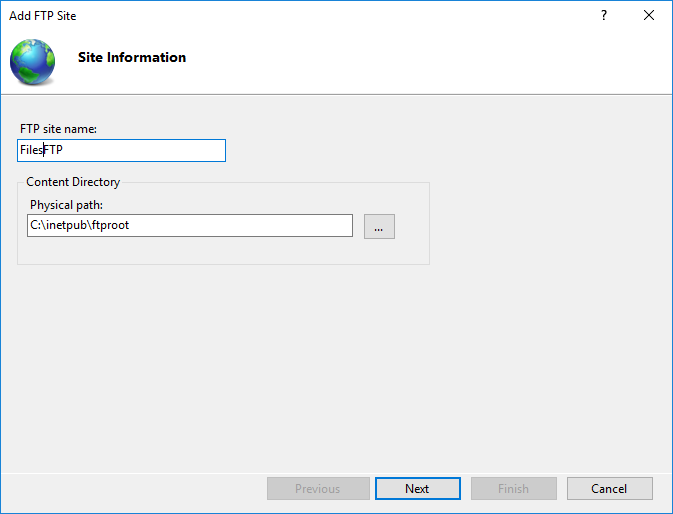 Add FTP Site
?
Site Information
FTP site name:
FilesFTP
Content Directory
Physical path:
C:\inetpub\ftproot
...
Previous
Next
Finish
Cancel